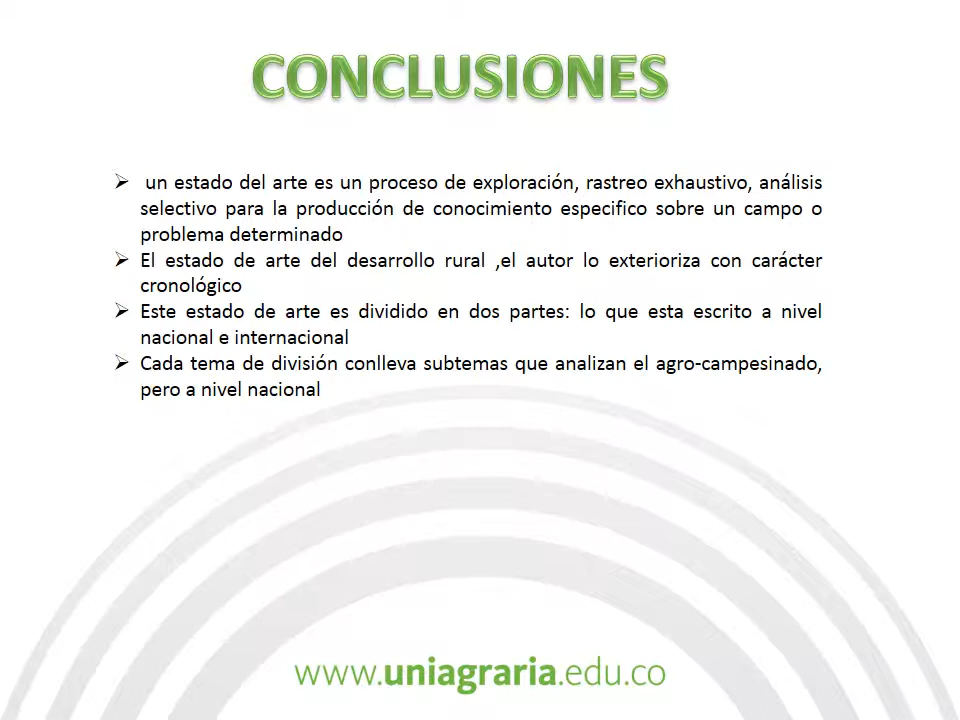 CONCLUSIONES
➢ un estado del arte es un proceso de exploración, rastreo exhaustivo, análisis
selectivo para la producción de conocimiento especifico sobre un campo o
problema determinado
➢ El estado de arte del desarrollo rural ,el autor lo exterioriza con carácter
cronológico
➢ Este estado de arte es dividido en dos partes: lo que esta escrito a nivel
nacional e internacional
➢ Cada tema de división conlleva subtemas que analizan el agro-campesinado,
pero a nivel nacional
www.uniagraria.edu.co